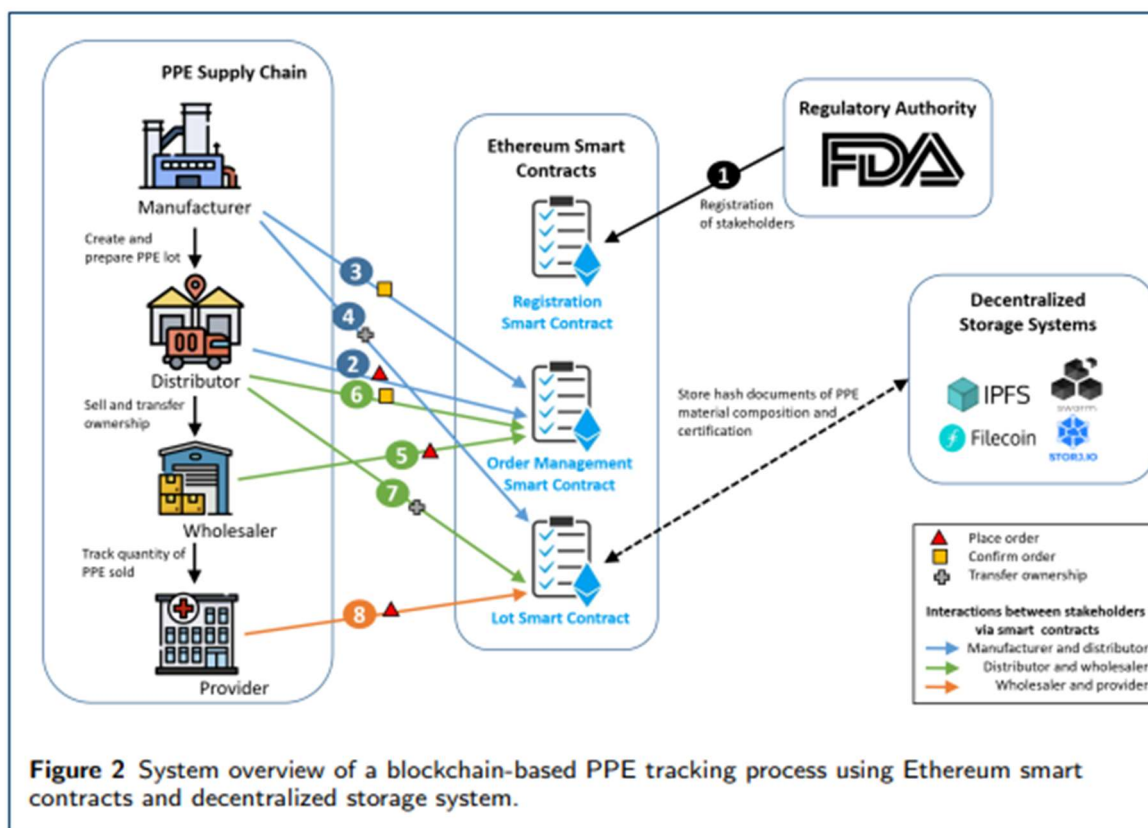 PPE Supply Chain
Manufacturer
Create and
prepare PPE lot
Distributor
Sell and transfer
ownership
Wholesaler
Track quantity of
PPE sold
Provider
3
4
2
6
5
7
8
Ethereum Smart
Contracts
Registration
Smart Contract
Order Management
Smart Contract
Lot Smart Contract
1
Registration
of stakeholders
Regulatory Authority
FDA
Store hash documents of PPE
material composition and
certification
Decentralized
Storage Systems
IPFS
swarm
Filecoin
STORJ.IO
Place order
Confirm order
Transfer ownership
Interactions between stakeholders
via smart contracts
Manufacturer and distributor
Distributor and wholesaler
Wholesaler and provider
Figure 2 System overview of a blockchain-based PPE tracking process using Ethereum smart
contracts and decentralized storage system.